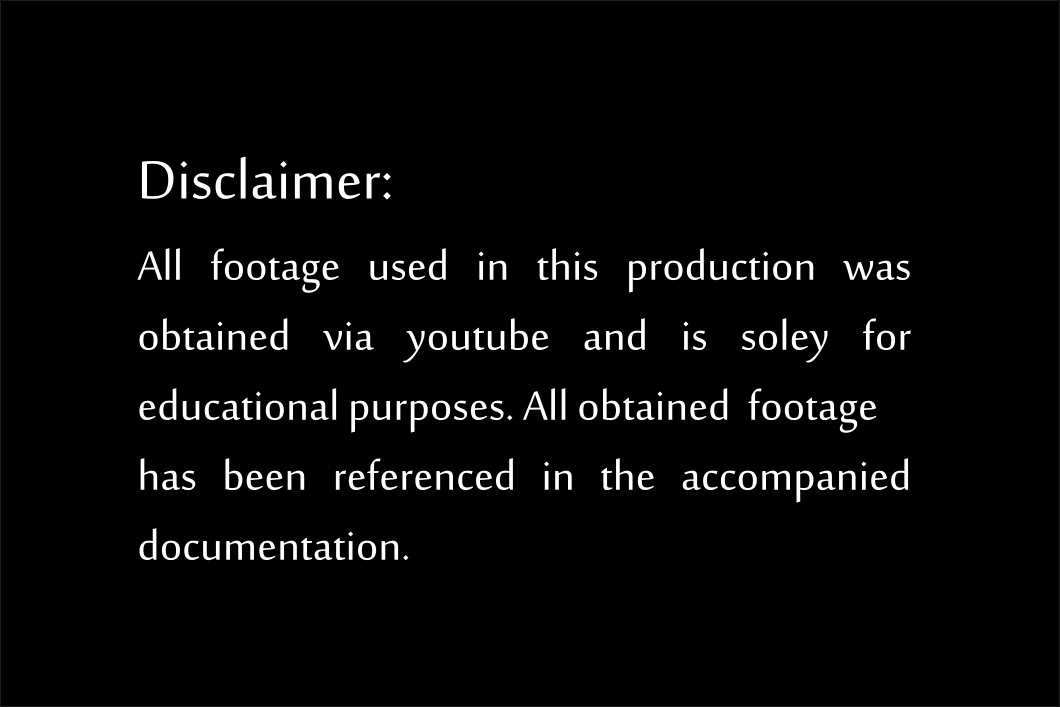 Disclaimer:
All footage used in this production was
obtained via youtube and is soley for
educational purposes. All obtained footage
has been referenced in the accompanied
documentation.